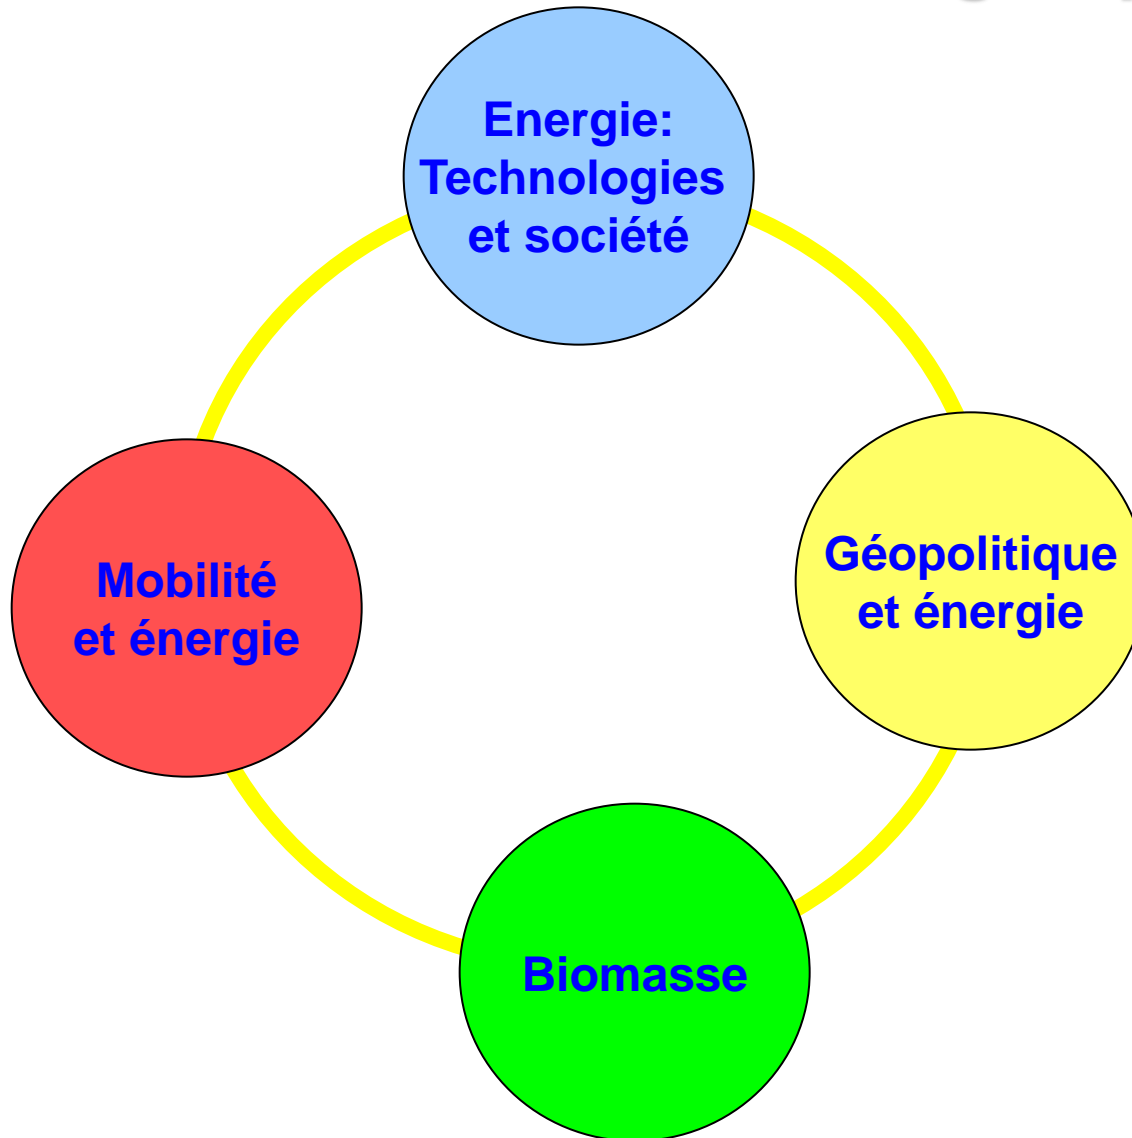 Energie:
Technologies
et société
Géopolitique
et énergie
Mobilité
et énergie
Biomasse